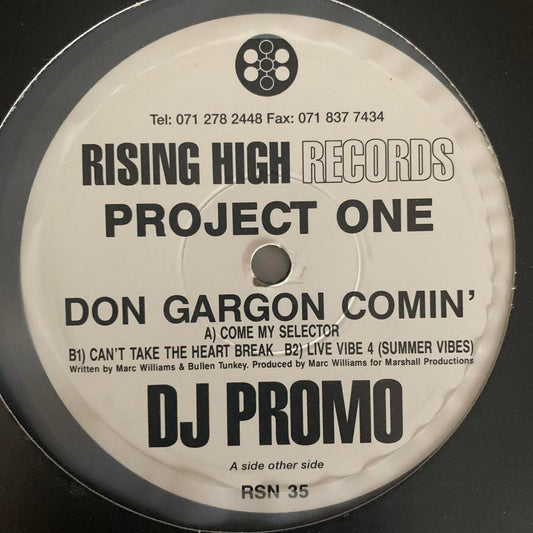 Tel: 071 278 2448 Fax: 071 837 7434
RISING HIGH RECORDS
PROJECT ONE
DON GARGON COMIN'
A) COME MY SELECTOR
B1) CAN'T TAKE THE HEART BREAK B2) LIVE VIBE 4 (SUMMER VIBES)
Written by Marc Williams & Bullen Tunkey. Produced by Marc Williams for Marshall Productions
DJ PROMO
A side other side
RSN 35